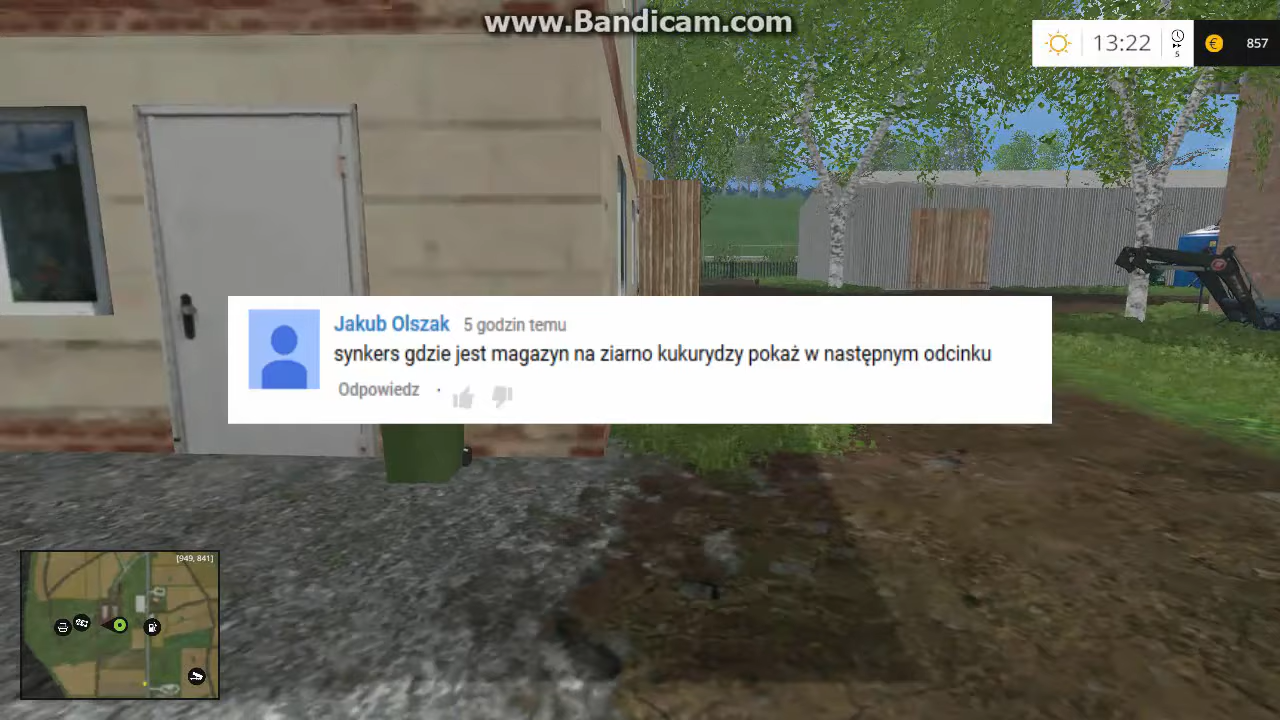 www.Bandicam.com
13:22
5
857
Jakub Olszak 5 godzin temu
synkers gdzie jest magazyn na ziarno kukurydzy pokaż w następnym odcinku
Odpowiedz ·
[949, 841]